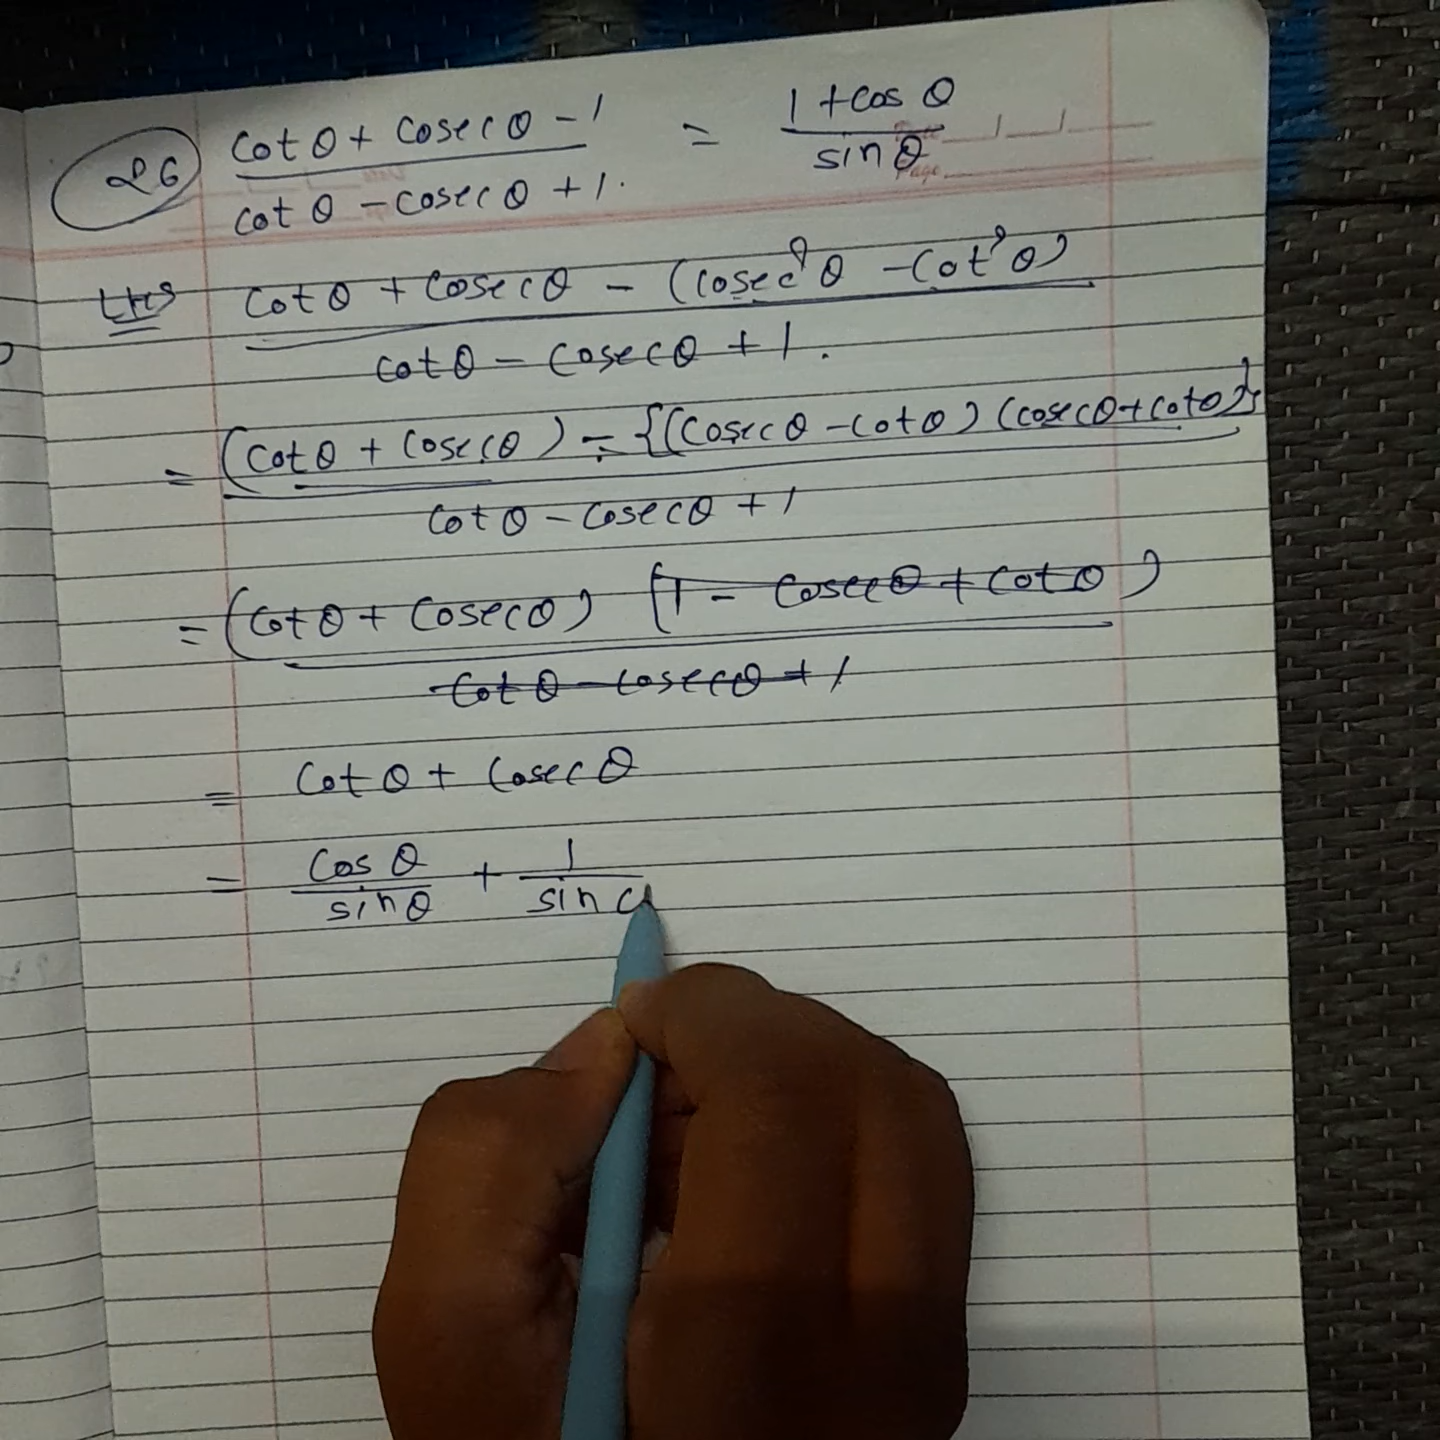 26 cot θ + cosec θ - 1 / cot θ - cosec θ + 1. = 1 + cos θ / sin θ
LHS cot θ + cosec θ - (cosec² θ - cot² θ) / cot θ - cosec θ + 1.
= (cot θ + cosec θ) - {(cosec θ - cot θ) (cosec θ + cot θ)} / cot θ - cosec θ + 1
= (cot θ + cosec θ) (1 - cosec θ + cot θ) / cot θ - cosec θ + 1
= cot θ + cosec θ
= cos θ / sin θ + 1 / sin